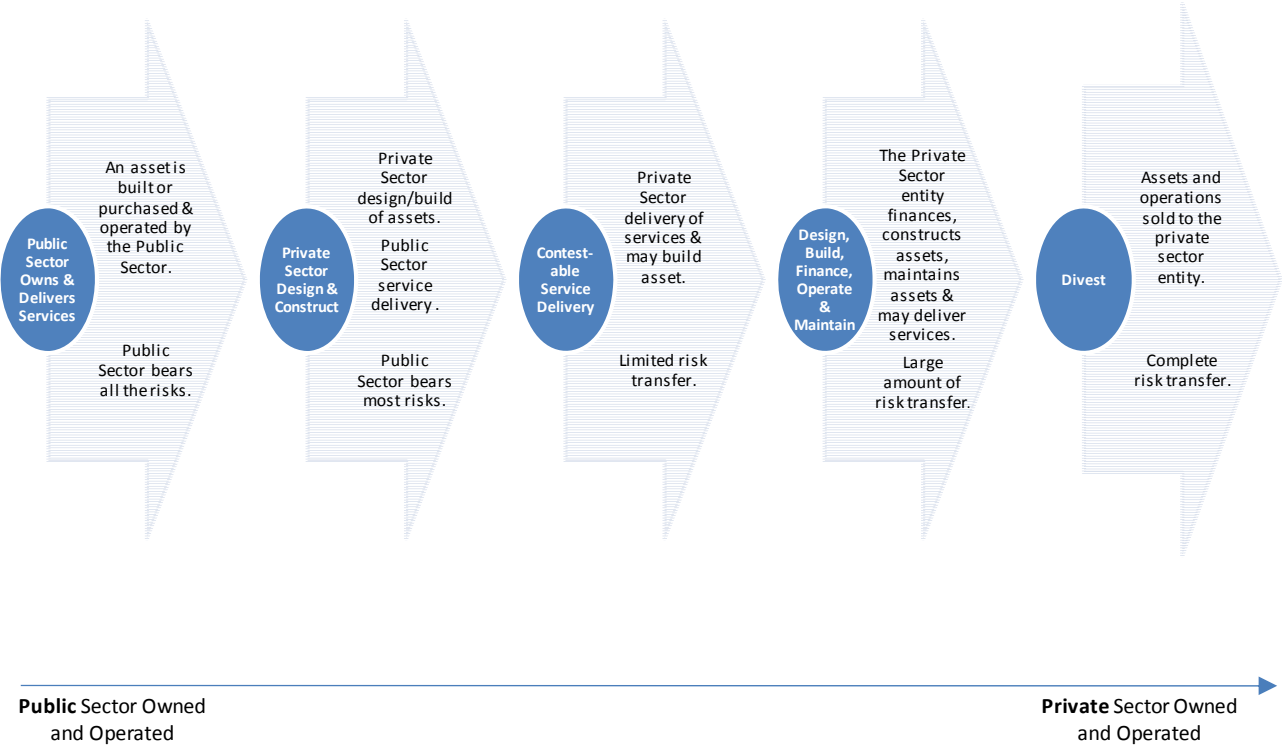 Public
Sector
Owns &
Delivers
Services
An asset is
built or
purchased &
operated by
the Public
Sector.
Public
Sector bears
all the risks.
Private
Sector
Design &
Construct
Private
Sector
design/build
of assets.
Public
Sector
service
delivery.
Public
Sector bears
most risks.
Contest-
able
Service
Delivery
Private
Sector
delivery of
services &
may build
asset.
Limited risk
transfer.
Design,
Build,
Finance,
Operate
&
Maintain
The Private
Sector
entity
finances,
constructs
assets,
maintains
assets &
may deliver
services.
Large
amount of
risk transfer.
Divest
Assets and
operations
sold to the
private
sector
entity.
Complete
risk transfer.
Public Sector Owned
and Operated
Private Sector Owned
and Operated